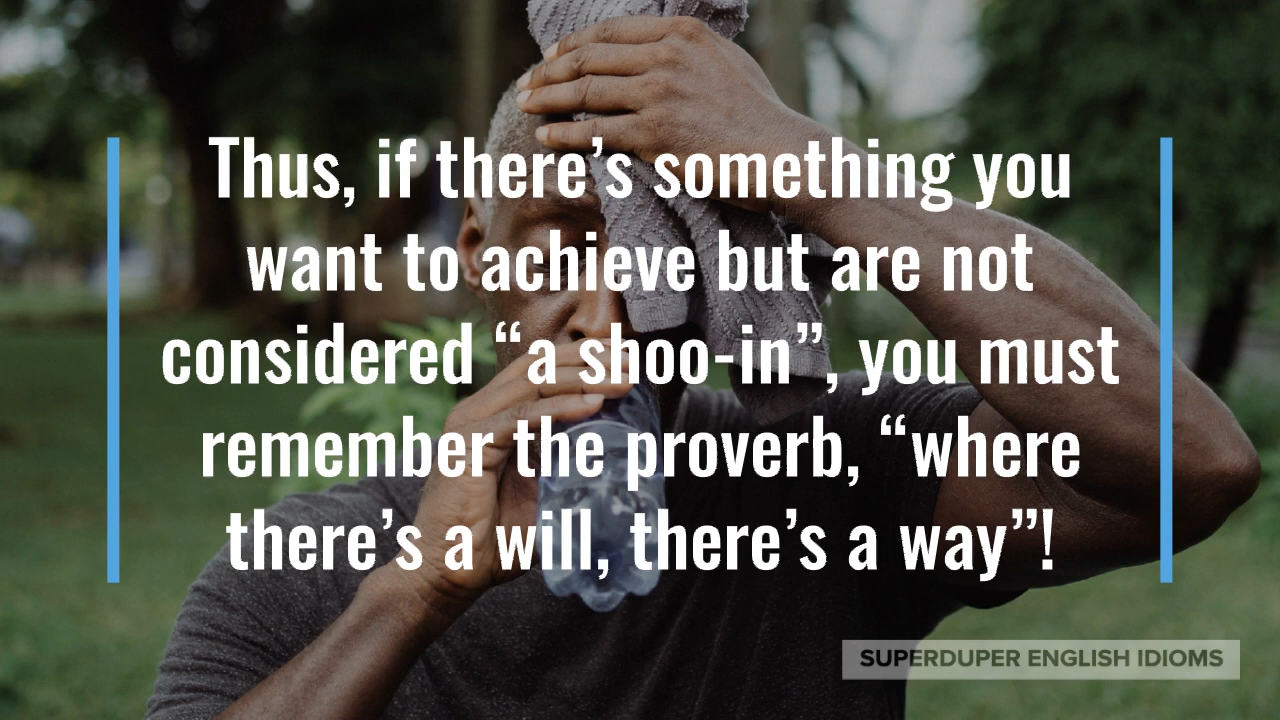 Thus, if there’s something you
want to achieve but are not
considered “a shoo-in”, you must
remember the proverb, “where
there’s a will, there’s a way”!
SUPERDUPER ENGLISH IDIOMS